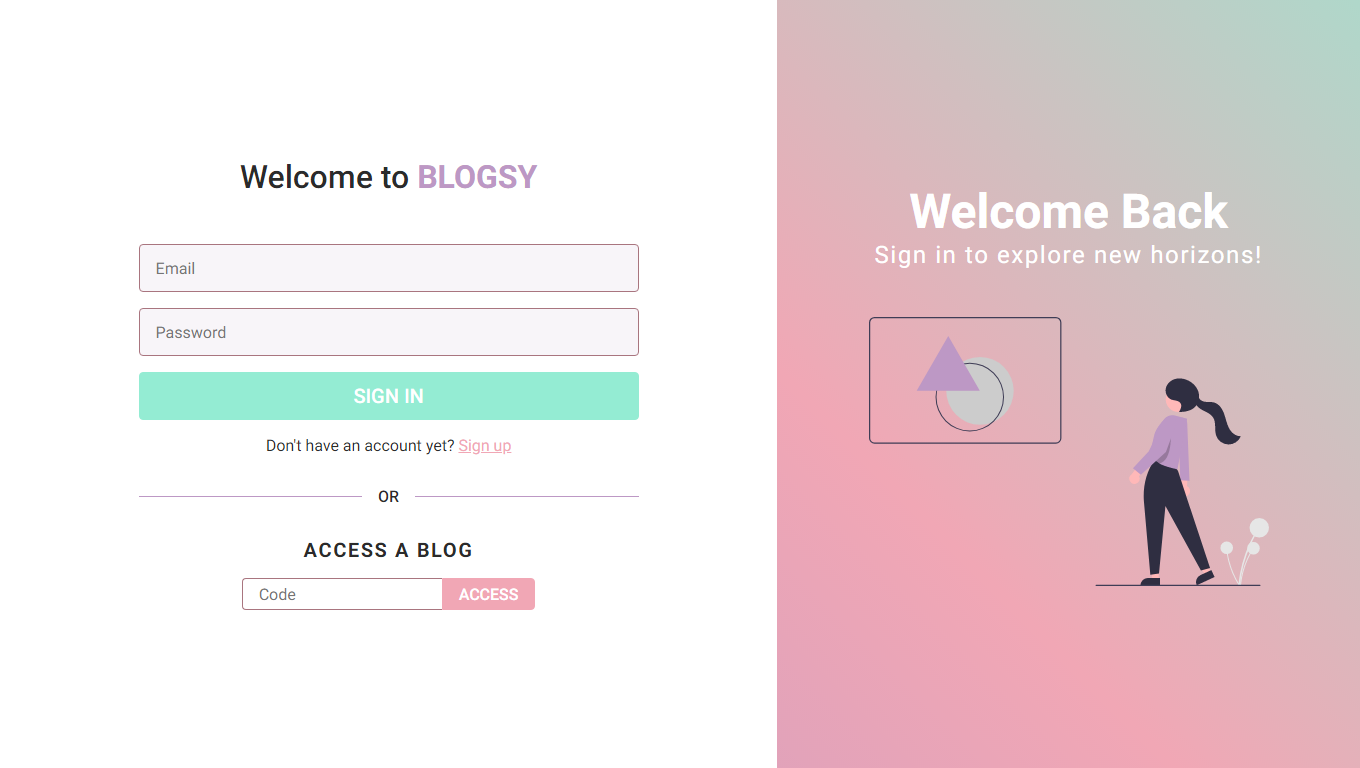 Welcome to BLOGSY
Email
Password
SIGN IN
Don't have an account yet? Sign up
OR
ACCESS A BLOG
Code
ACCESS
Welcome Back
Sign in to explore new horizons!